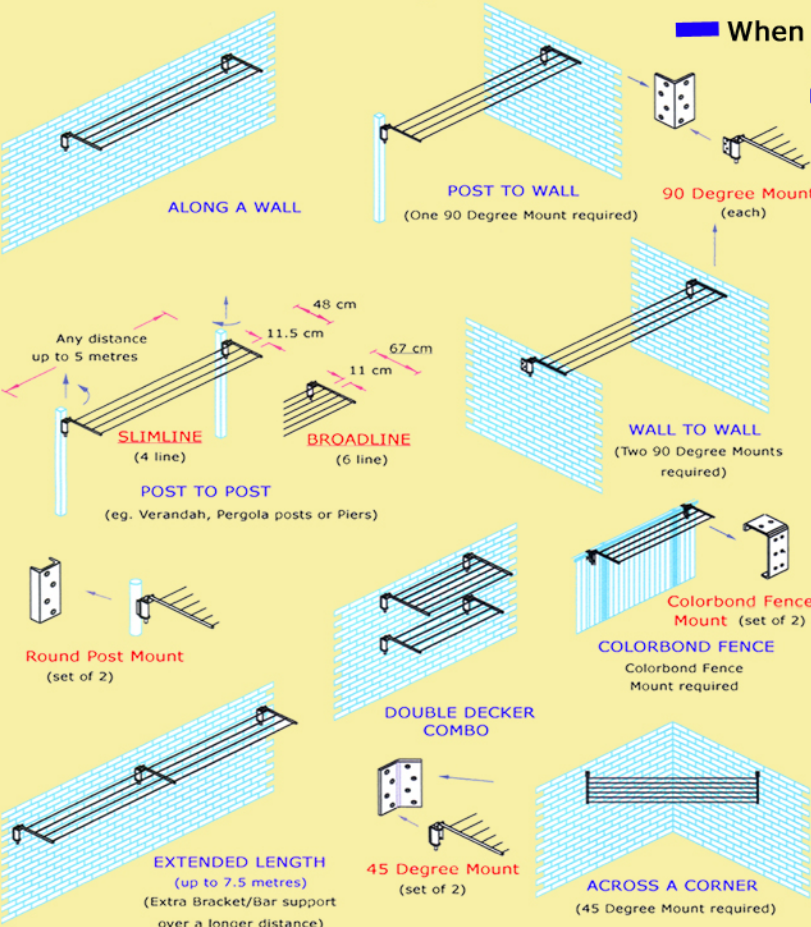 When
ALONG A WALL
POST TO WALL
(One 90 Degree Mount required)
90 Degree Mount
(each)
48 cm
11.5 cm
Any distance
up to 5 metres
67 cm
11 cm
SLIMLINE
(4 line)
BROADLINE
(6 line)
POST TO POST
(eg. Verandah, Pergola posts or Piers)
WALL TO WALL
(Two 90 Degree Mounts
required)
Round Post Mount
(set of 2)
DOUBLE DECKER
COMBO
Colorbond Fence
Mount (set of 2)
COLORBOND FENCE
Colorbond Fence
Mount required
EXTENDED LENGTH
(up to 7.5 metres)
(Extra Bracket/Bar support
over a longer distance)
45 Degree Mount
(set of 2)
ACROSS A CORNER
(45 Degree Mount required)